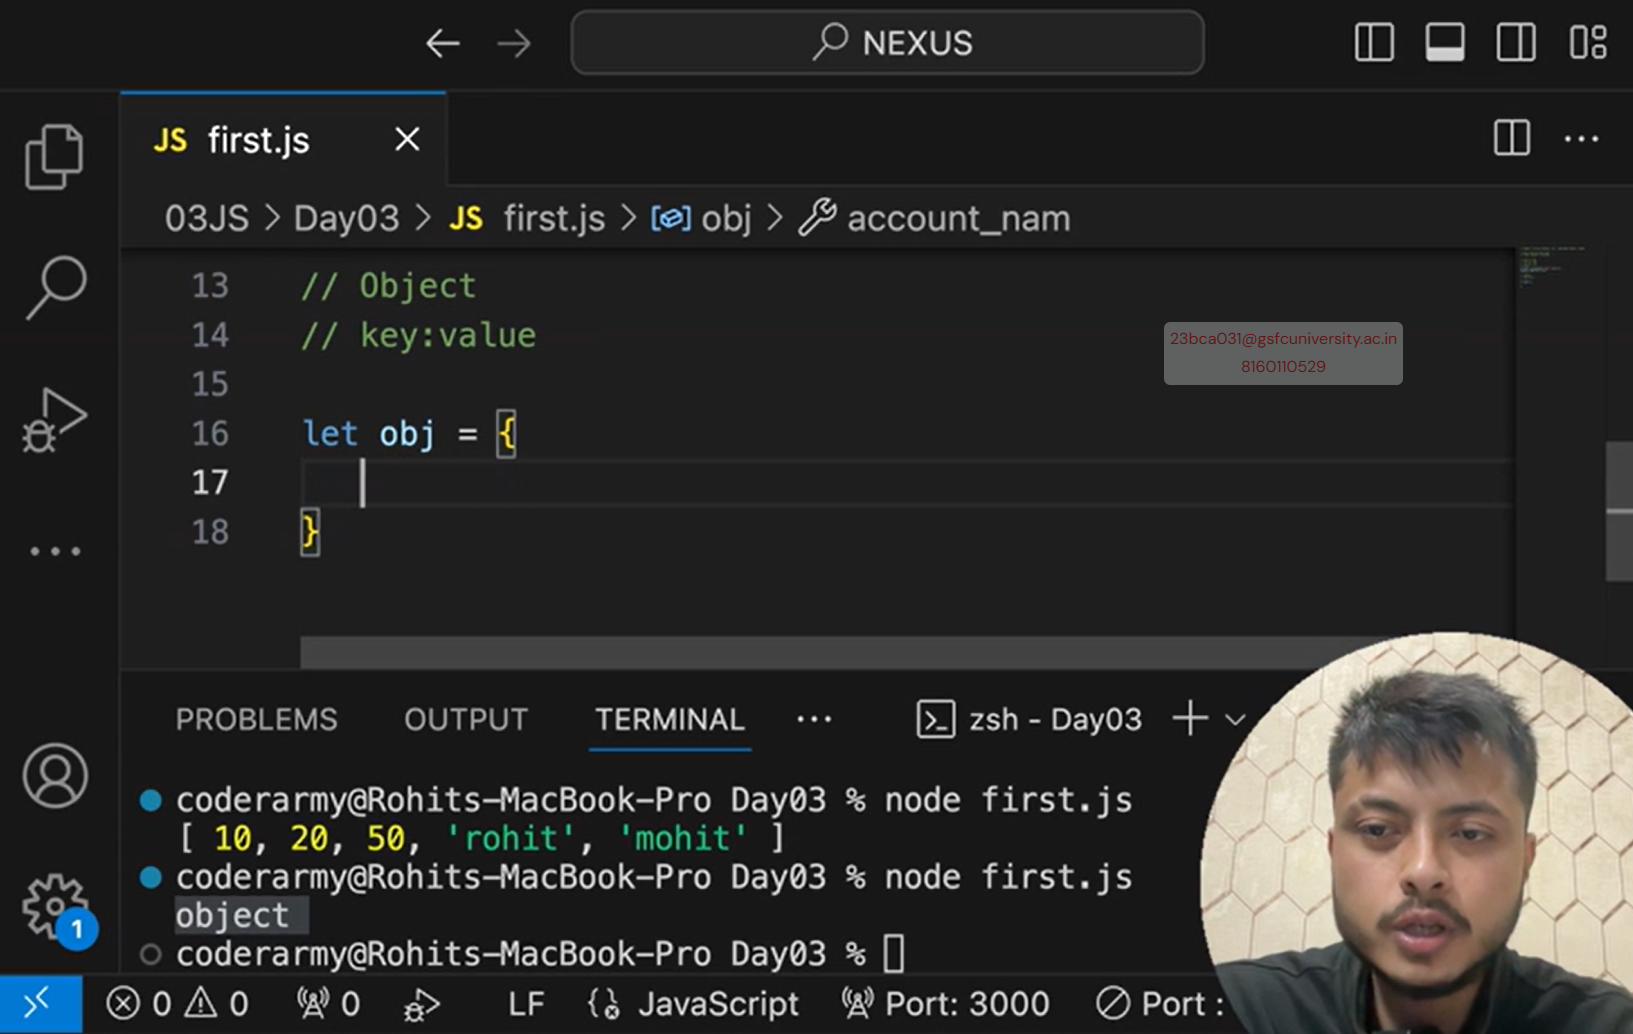 NEXUS
JS first.js
03JS > Day03 > JS first.js > obj > account_nam
13 // Object
14 // key:value
15
16 let obj = {
17
18 }
23bca031@gsfcuniversity.ac.in
8160110529
PROBLEMS OUTPUT TERMINAL ... zsh - Day03
coderarmy@Rohits-MacBook-Pro Day03 % node first.js
[ 10, 20, 50, 'rohit', 'mohit' ]
coderarmy@Rohits-MacBook-Pro Day03 % node first.js
object
coderarmy@Rohits-MacBook-Pro Day03 %
1
0 0 0 LF JavaScript Port: 3000 Port :